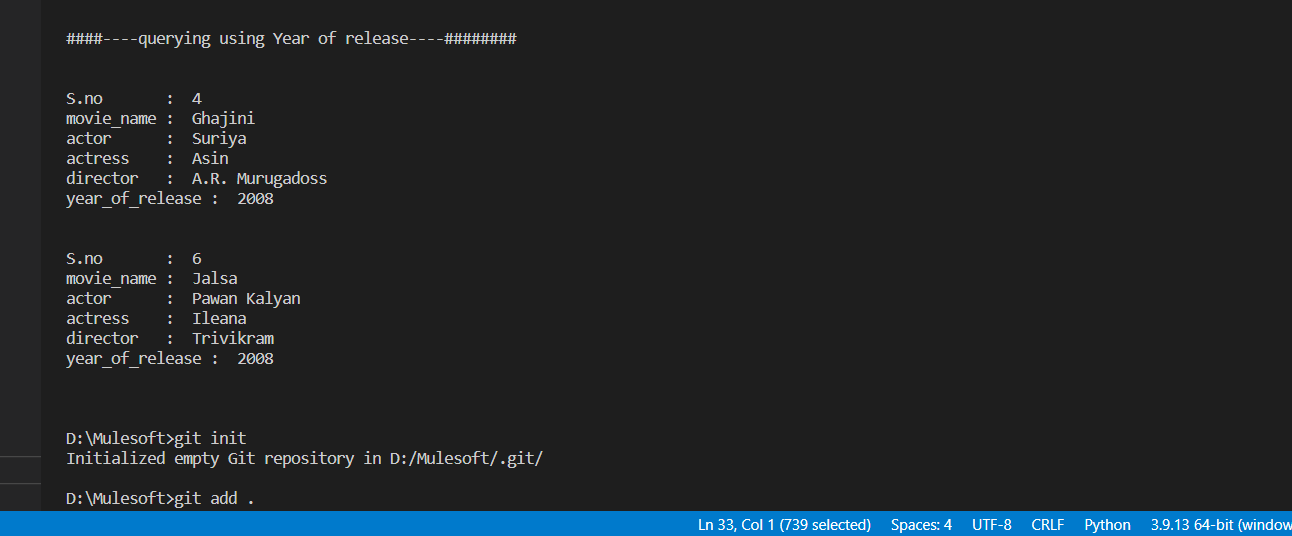 ####----querying using Year of release----########
S.no       :  4
movie_name :  Ghajini
actor      :  Suriya
actress    :  Asin
director   :  A.R. Murugadoss
year_of_release :  2008
S.no       :  6
movie_name :  Jalsa
actor      :  Pawan Kalyan
actress    :  Ileana
director   :  Trivikram
year_of_release :  2008
D:\Mulesoft>git init
Initialized empty Git repository in D:/Mulesoft/.git/
D:\Mulesoft>git add .
Ln 33, Col 1 (739 selected) Spaces: 4 UTF-8 CRLF Python 3.9.13 64-bit (window